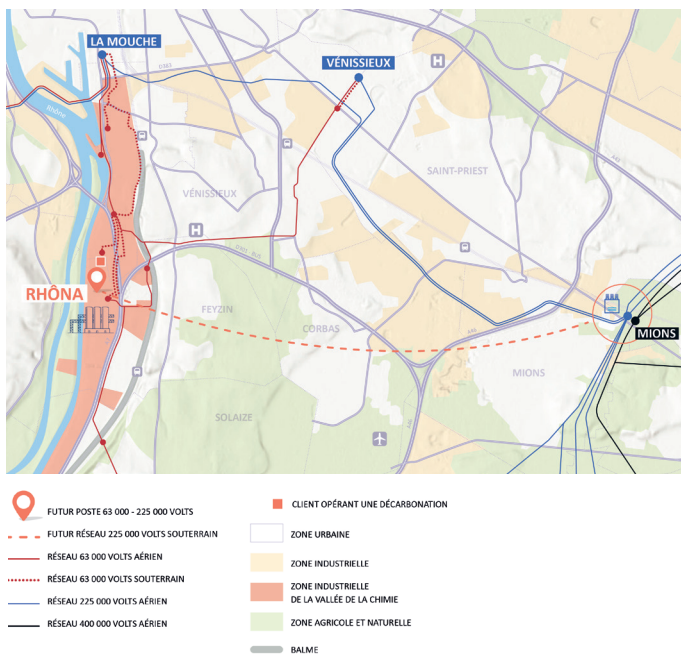 LA MOUCHE
D383
VÉNISSIEUX
H
Rhône
SAINT-PRIEST
VÉNISSIEUX
H
RHÔNA
FEYZIN
CORBAS
MIONS
MIONS
SOLAIZE
FUTUR POSTE 63 000 - 225 000 VOLTS
FUTUR RÉSEAU 225 000 VOLTS SOUTERRAIN
RÉSEAU 63 000 VOLTS AÉRIEN
RÉSEAU 63 000 VOLTS SOUTERRAIN
RÉSEAU 225 000 VOLTS AÉRIEN
RÉSEAU 400 000 VOLTS AÉRIEN
CLIENT OPÉRANT UNE DÉCARBONATION
ZONE URBAINE
ZONE INDUSTRIELLE
ZONE INDUSTRIELLE
DE LA VALLÉE DE LA CHIMIE
ZONE AGRICOLE ET NATURELLE
BALME